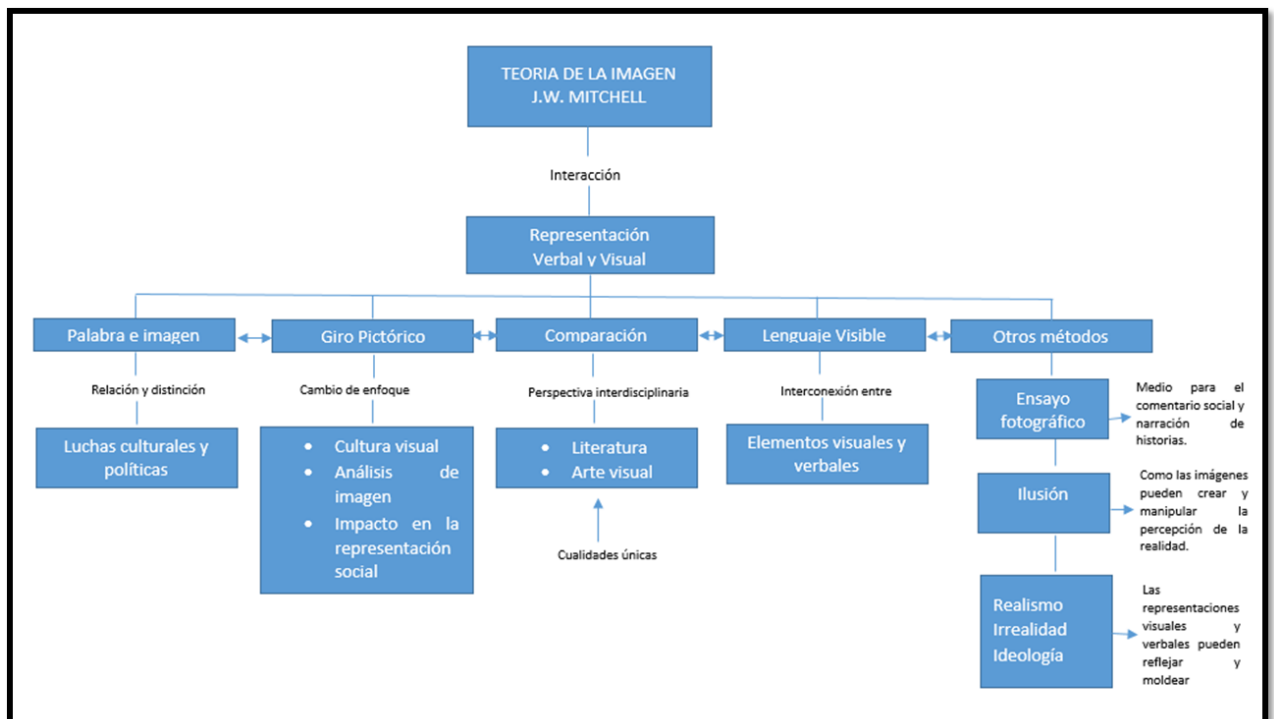 TEORIA DE LA IMAGEN
J.W. MITCHELL
Interacción
Representación
Verbal y Visual
Palabra e imagen
Giro Pictórico
Comparación
Lenguaje Visible
Otros métodos
Relación y distinción
Cambio de enfoque
Perspectiva interdisciplinaria
Interconexión entre
Luchas culturales y
políticas
• Cultura visual
• Análisis de
imagen
• Impacto en la
representación
social
• Literatura
• Arte visual
Cualidades únicas
Elementos visuales y
verbales
Ensayo
fotográfico
Medio para el
comentario social y
narración de
historias.
Ilusión
Como las imágenes
pueden crear y
manipular la
percepción de la
realidad.
Realismo
Irrealidad
Ideología
Las
representaciones
visuales y
verbales pueden
reflejar y
moldear